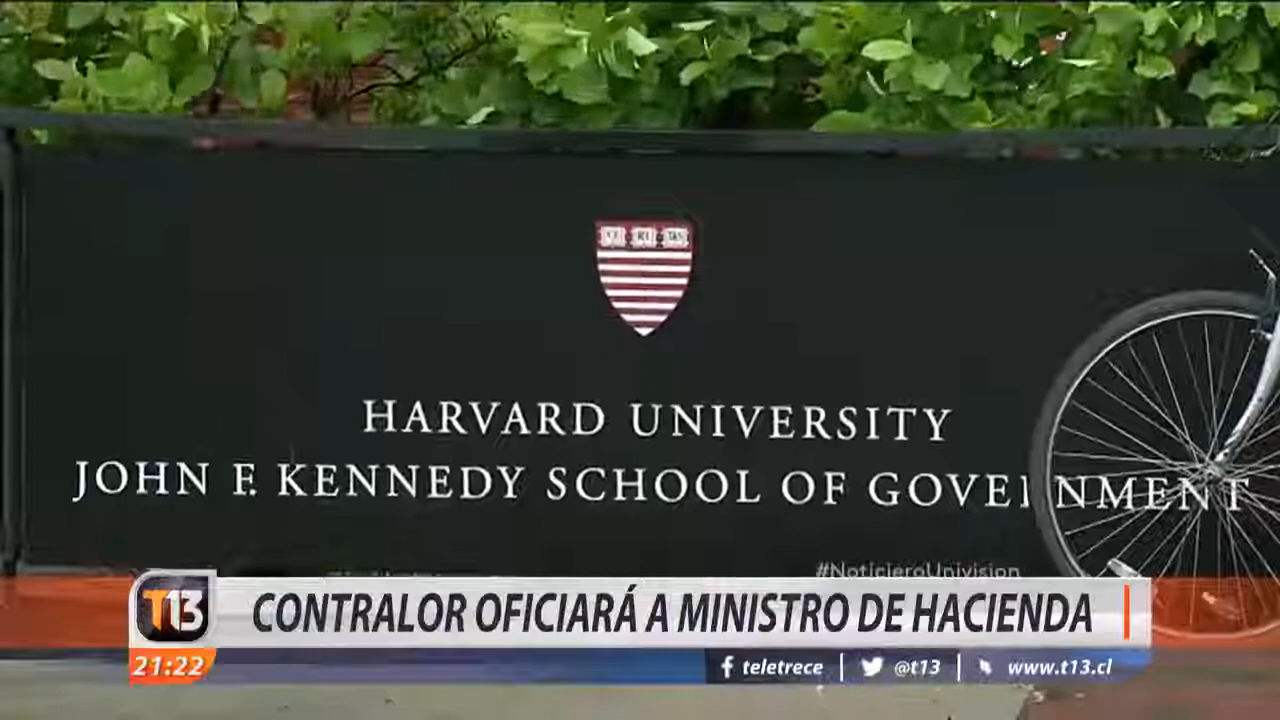 HARVARD UNIVERSITY
JOHN F. KENNEDY SCHOOL OF GOVERNMENT
#NoticieroUnivision
T13
CONTRALOR OFICIARÁ A MINISTRO DE HACIENDA
21:22
teletrece
@t13
www.t13.cl